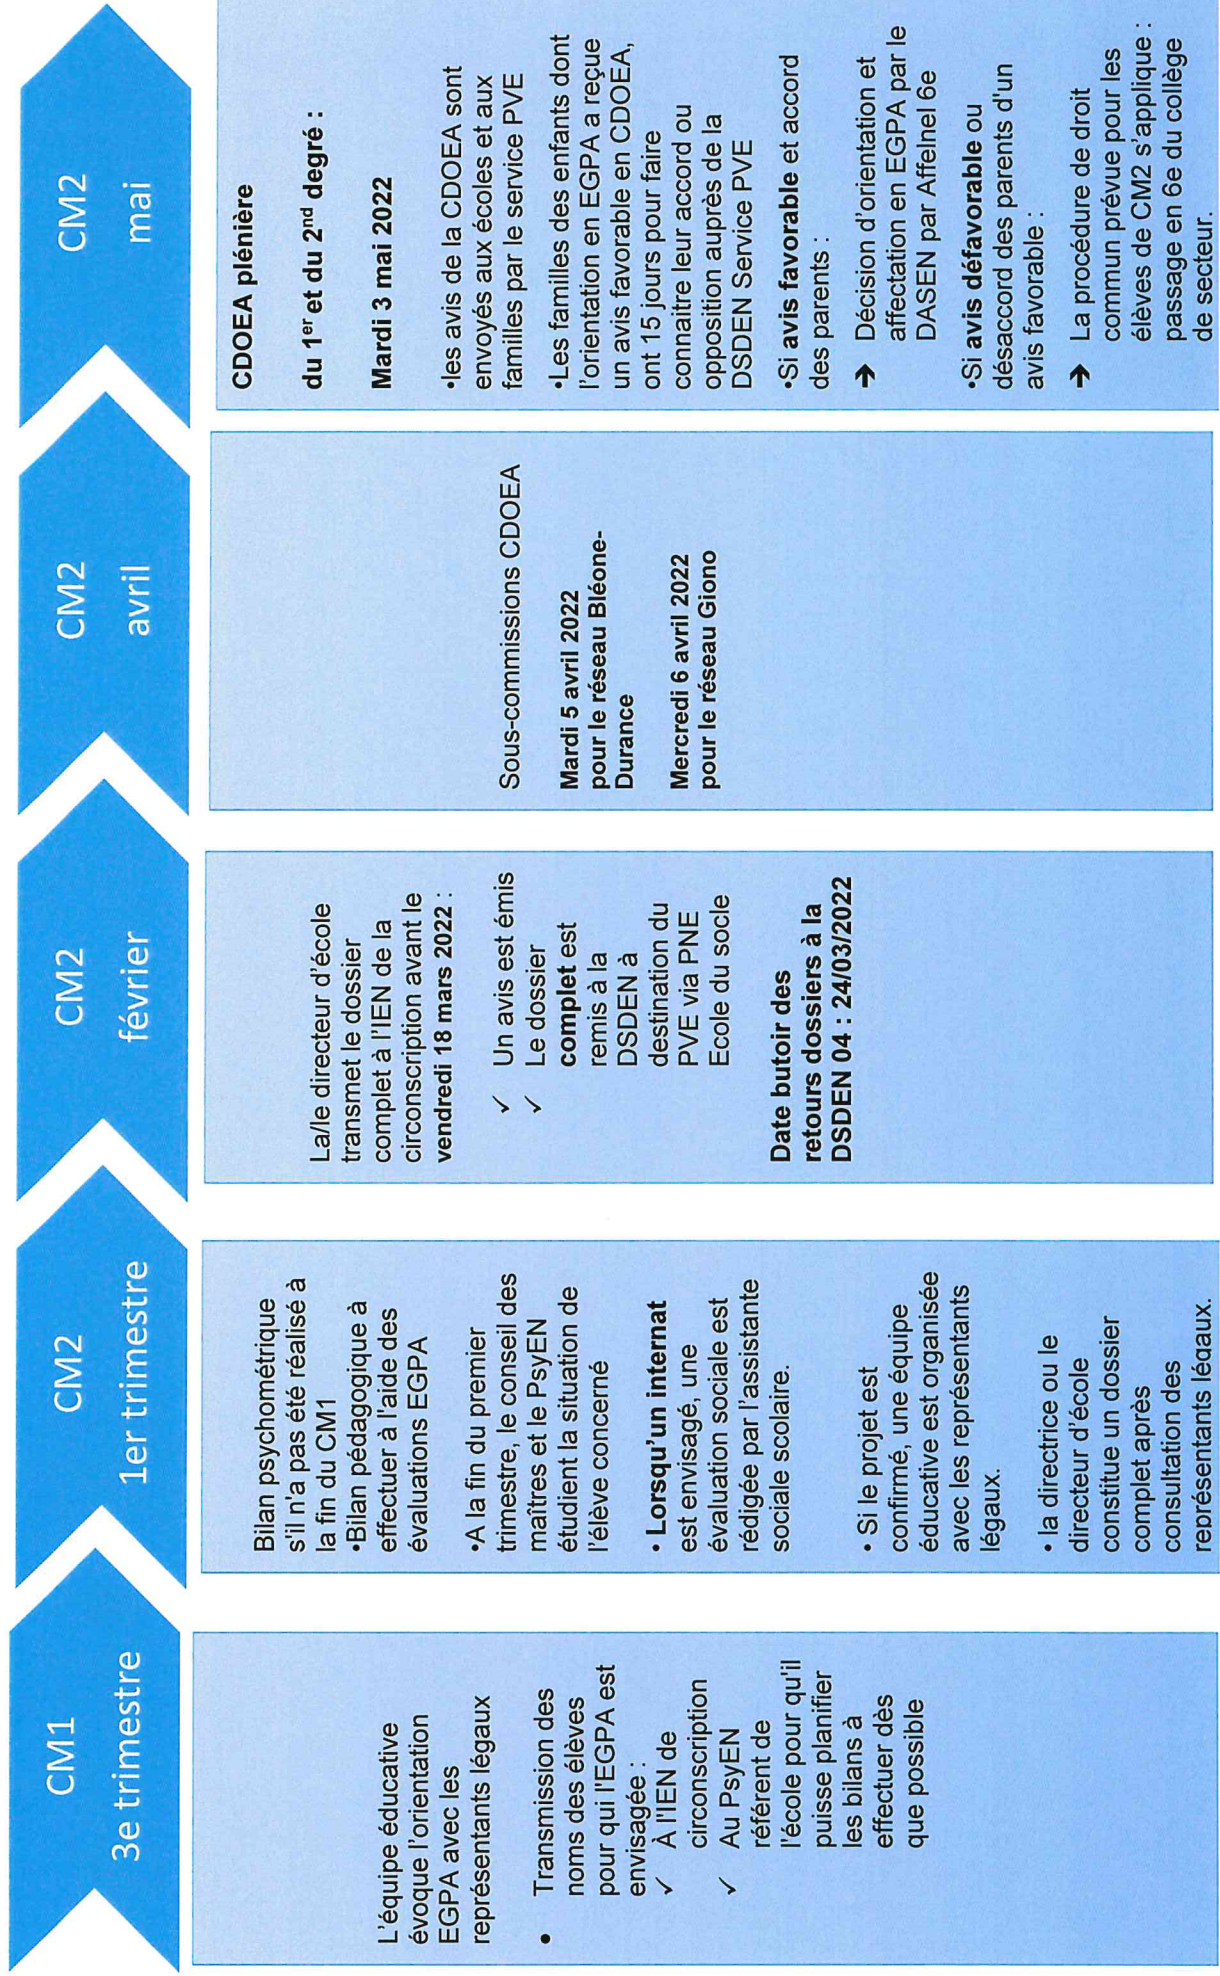 CM1
3e trimestre
L'équipe éducative
évoque l'orientation
EGPA avec les
représentants légaux
• Transmission des
noms des élèves
pour qui l'EGPA est
envisagée :
✓ À l'IEN de
circonscription
✓ Au PsyEN
référent de
l'école pour qu'il
puisse planifier
les bilans à
effectuer dès
que possible
CM2
1er trimestre
Bilan psychométrique
s'il n'a pas été réalisé à
la fin du CM1
•Bilan pédagogique à
effectuer à l'aide des
évaluations EGPA
•A la fin du premier
trimestre, le conseil des
maîtres et le PsyEN
étudient la situation de
l'élève concerné
• Lorsqu'un internat
est envisagé, une
évaluation sociale est
rédigée par l'assistante
sociale scolaire.
• Si le projet est
confirmé, une équipe
éducative est organisée
avec les représentants
légaux.
• la directrice ou le
directeur d'école
constitue un dossier
complet après
consultation des
représentants légaux.
CM2
février
La/le directeur d'école
transmet le dossier
complet à l'IEN de la
circonscription avant le
vendredi 18 mars 2022 :
✓ Un avis est émis
✓ Le dossier
complet est
remis à la
DSDEN à
destination du
PVE via PNE
Ecole du socle
Date butoir des
retours dossiers à la
DSDEN 04 : 24/03/2022
CM2
avril
Sous-commissions CDOEA
Mardi 5 avril 2022
pour le réseau Bléone-
Durance
Mercredi 6 avril 2022
pour le réseau Giono
CM2
mai
CDOEA plénière
du 1er et du 2nd degré :
Mardi 3 mai 2022
•les avis de la CDOEA sont
envoyés aux écoles et aux
familles par le service PVE
•Les familles des enfants dont
l'orientation en EGPA a reçue
un avis favorable en CDOEA,
ont 15 jours pour faire
connaitre leur accord ou
opposition auprès de la
DSDEN Service PVE
•Si avis favorable et accord
des parents :
➔ Décision d'orientation et
affectation en EGPA par le
DASEN par Affelnel 6e
•Si avis défavorable ou
désaccord des parents d'un
avis favorable :
➔ La procédure de droit
commun prévue pour les
élèves de CM2 s'applique :
passage en 6e du collège
de secteur.